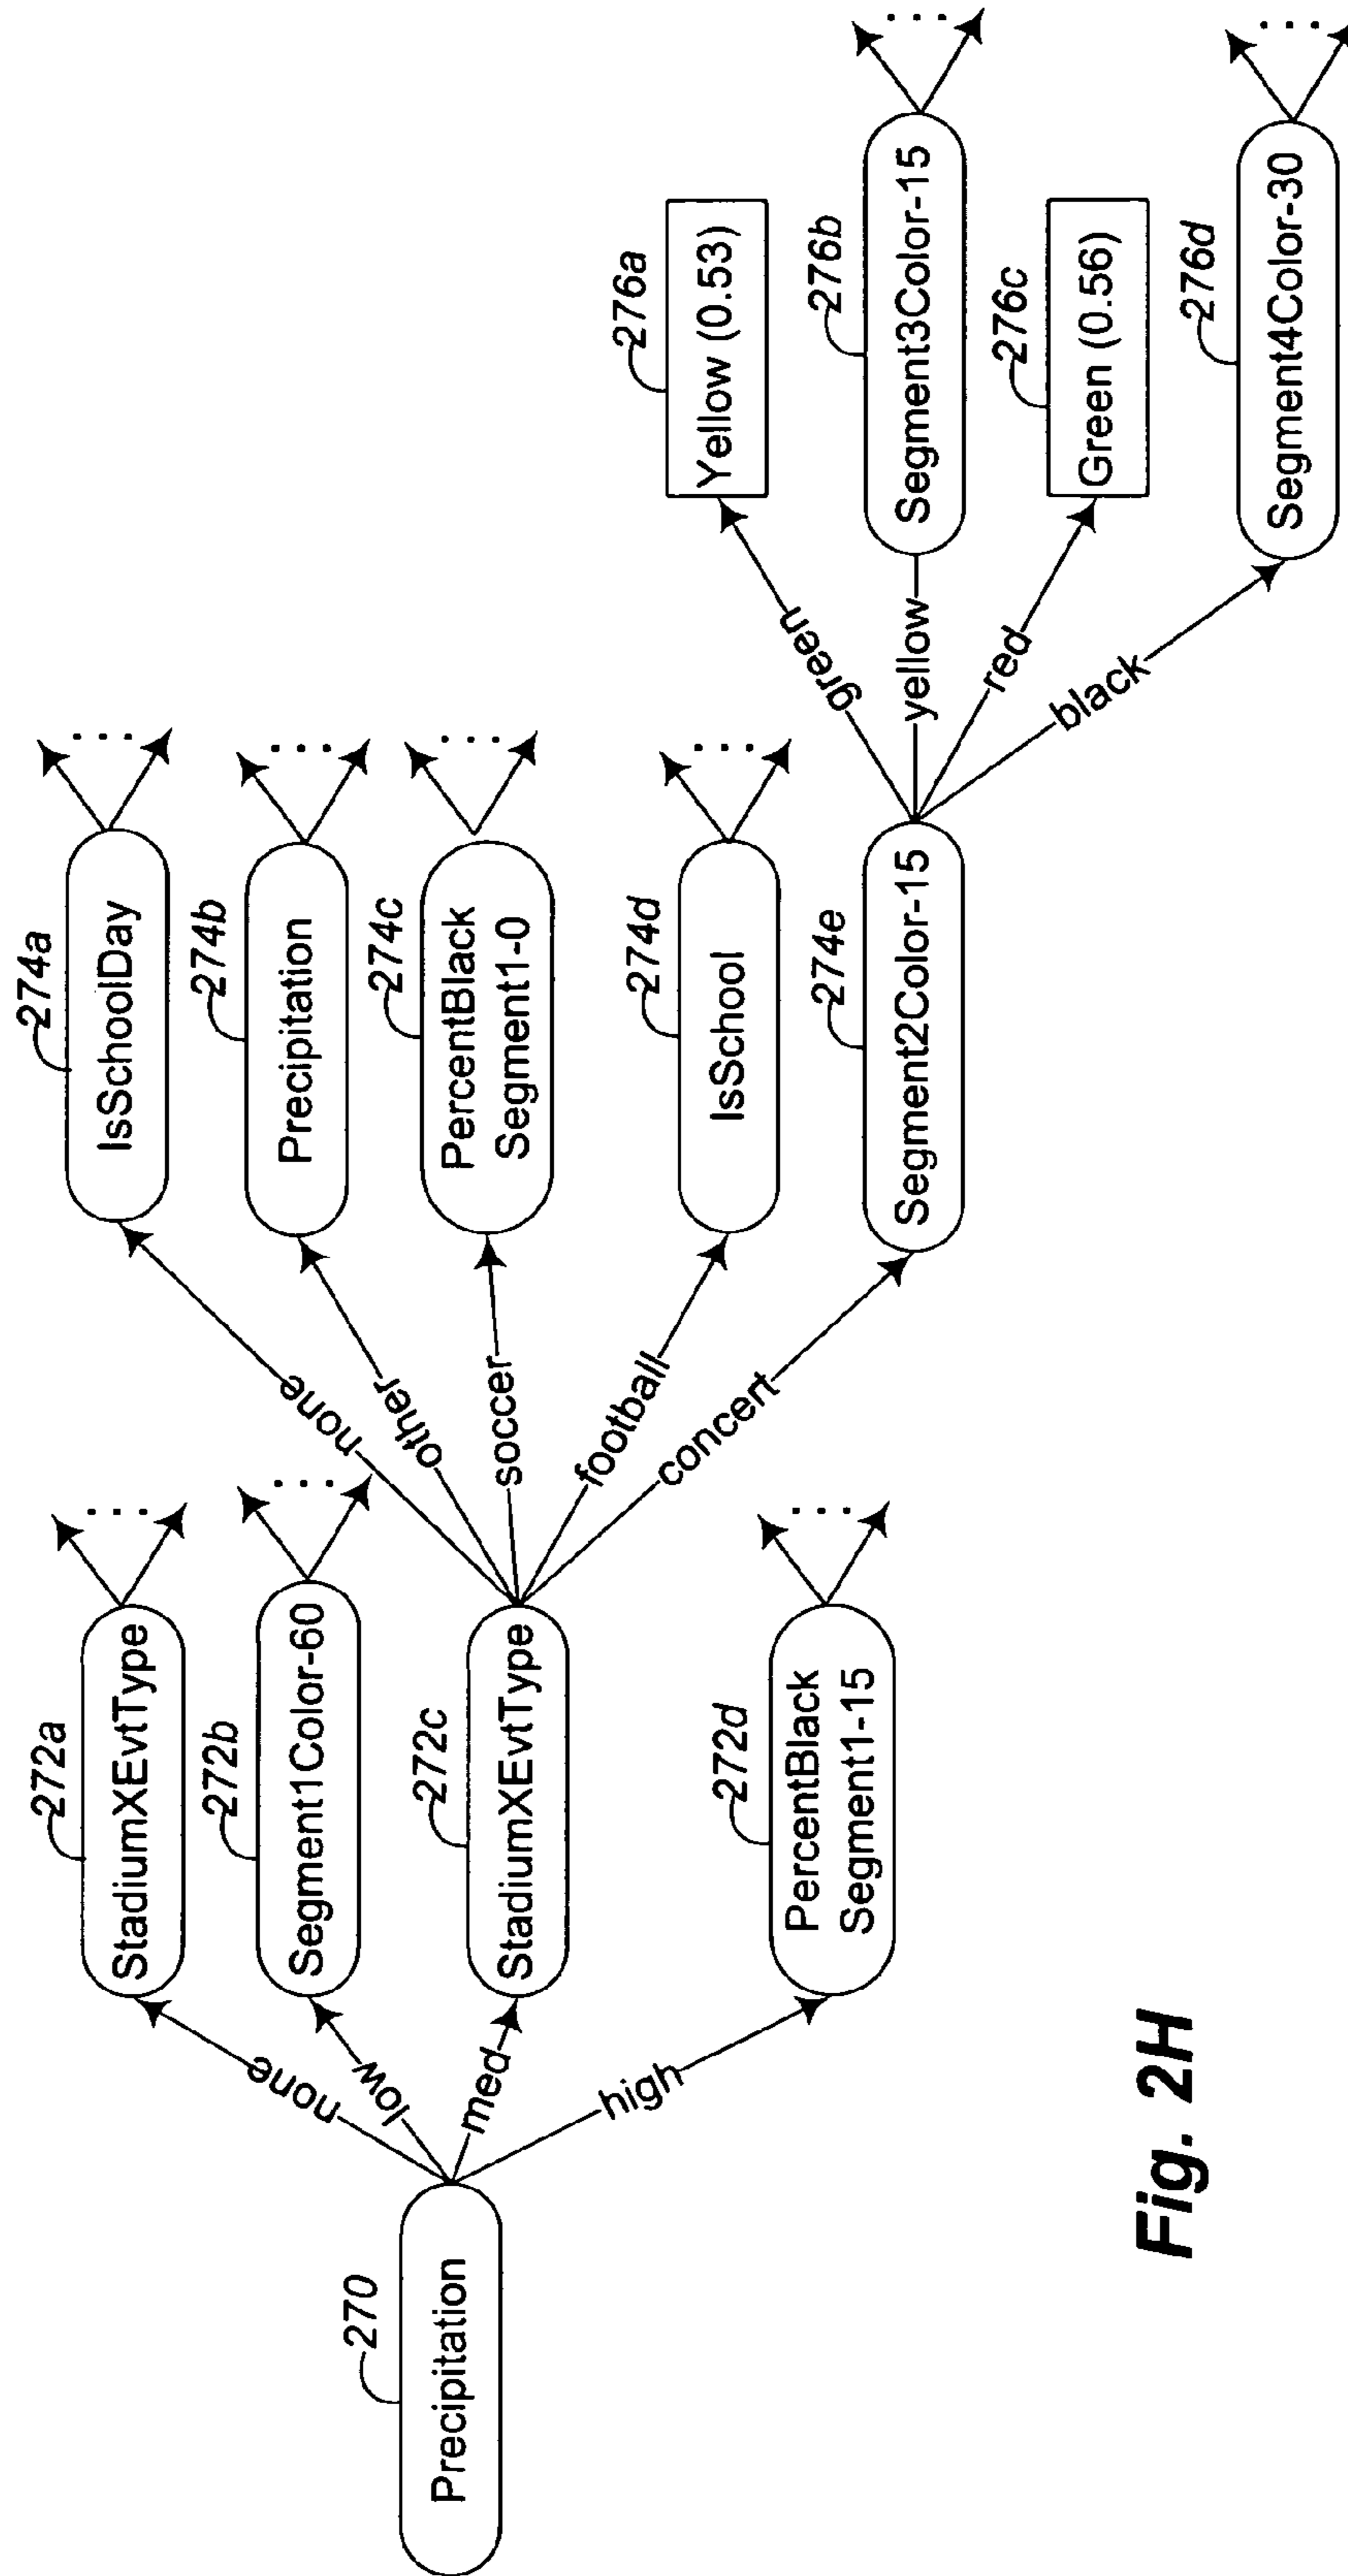 270
Precipitation
none
low
med
high
272a
StadiumXEvtType
...
272b
Segment1Color-60
...
272c
StadiumXEvtType
272d
PercentBlack
Segment1-15
...
none
other
soccer
football
concert
274a
IsSchoolDay
...
274b
Precipitation
...
274c
PercentBlack
Segment1-0
...
274d
IsSchool
...
274e
Segment2Color-15
green
yellow
red
black
276a
Yellow (0.53)
276b
Segment3Color-15
...
276c
Green (0.56)
276d
Segment4Color-30
...
Fig. 2H